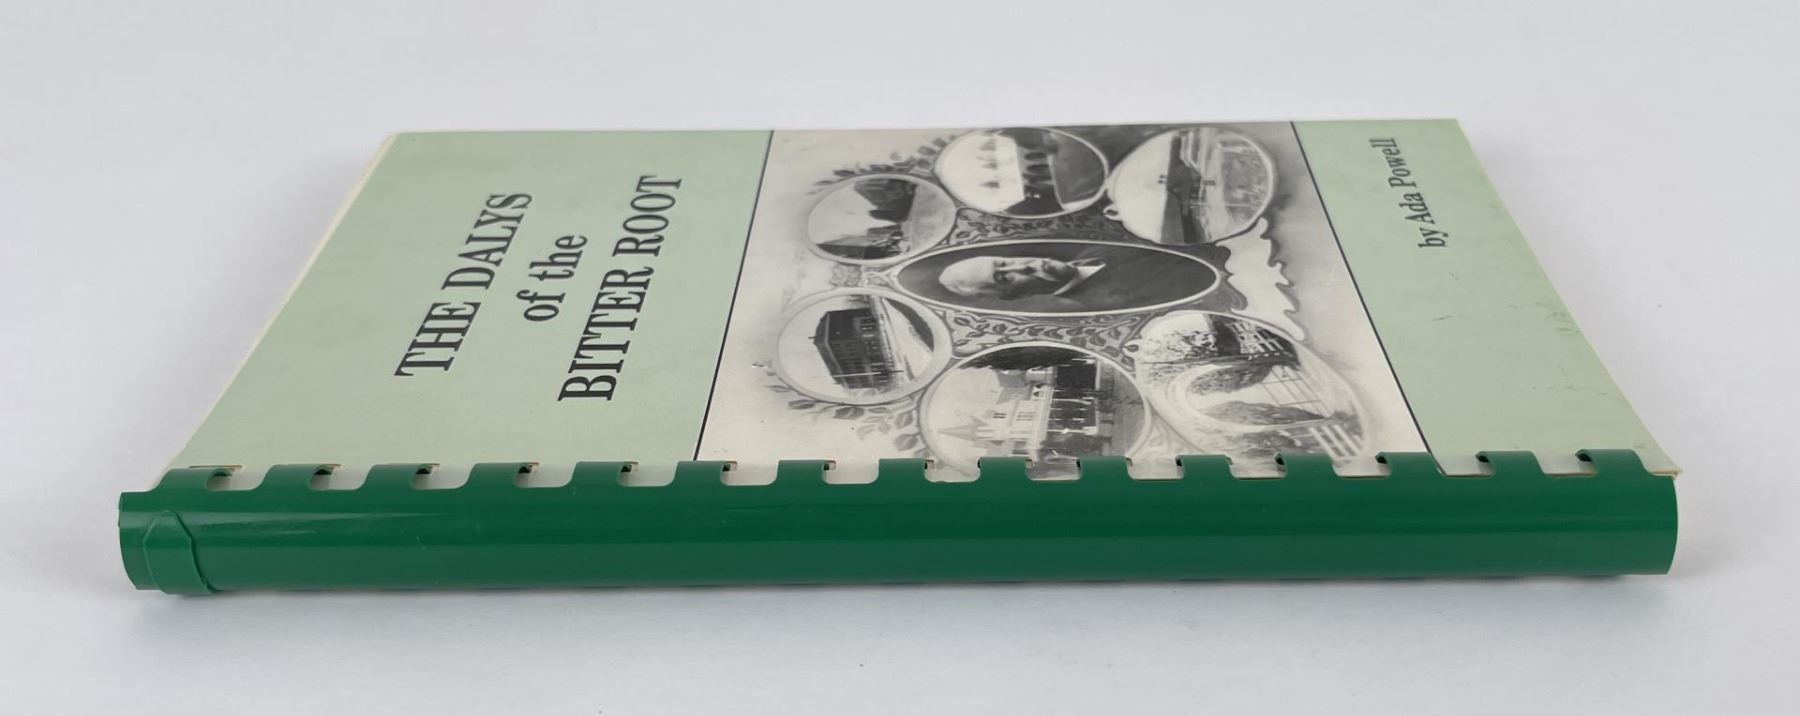 THE DALYS
of the
BITTER ROOT
by Ada Powell